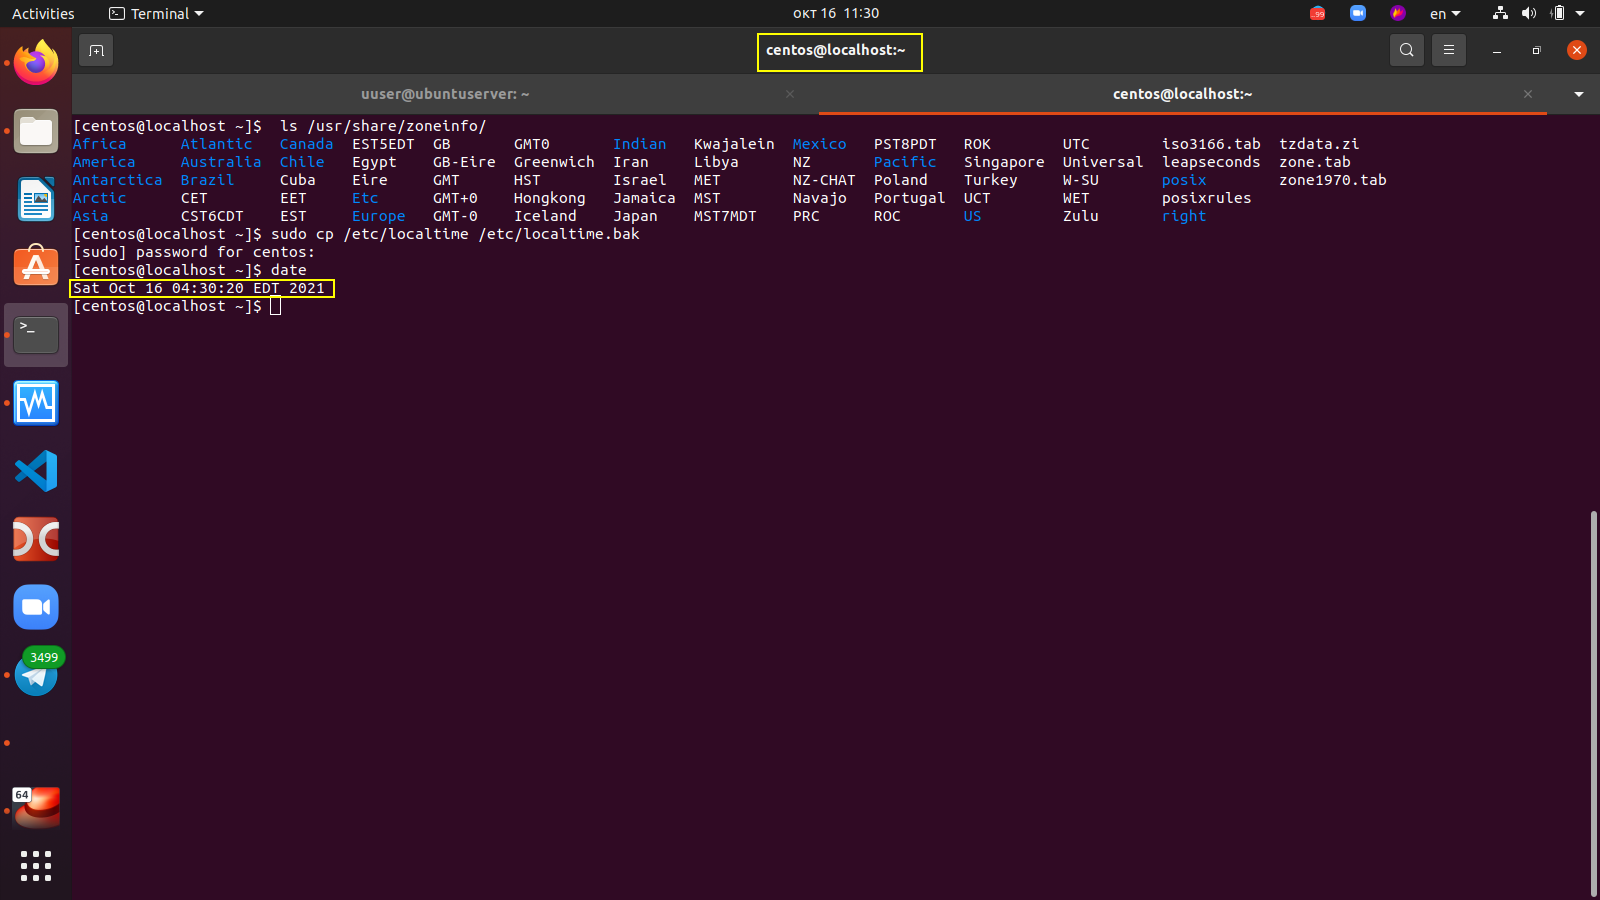 Activities Terminal окт 16 11:30 en
centos@localhost:~
uuser@ubuntuserver: ~ centos@localhost:~
[centos@localhost ~]$  ls /usr/share/zoneinfo/
Africa Atlantic Canada EST5EDT GB GMT0 Indian Kwajalein Mexico PST8PDT ROK UTC iso3166.tab tzdata.zi
America Australia Chile Egypt GB-Eire Greenwich Iran Libya NZ Pacific Singapore Universal leapseconds zone.tab
Antarctica Brazil Cuba Eire GMT HST Israel MET NZ-CHAT Poland Turkey W-SU posix zone1970.tab
Arctic CET EET Etc GMT+0 Hongkong Jamaica MST Navajo Portugal UCT WET posixrules
Asia CST6CDT EST Europe GMT-0 Iceland Japan MST7MDT PRC ROC US Zulu right
[centos@localhost ~]$ sudo cp /etc/localtime /etc/localtime.bak
[sudo] password for centos:
[centos@localhost ~]$ date
Sat Oct 16 04:30:20 EDT 2021
[centos@localhost ~]$
>_
3499
64